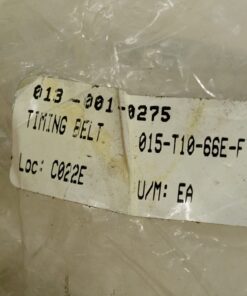 013-001-0275
TIMING BELT 015-T10-66E-F
Loc: C022E U/M: EA